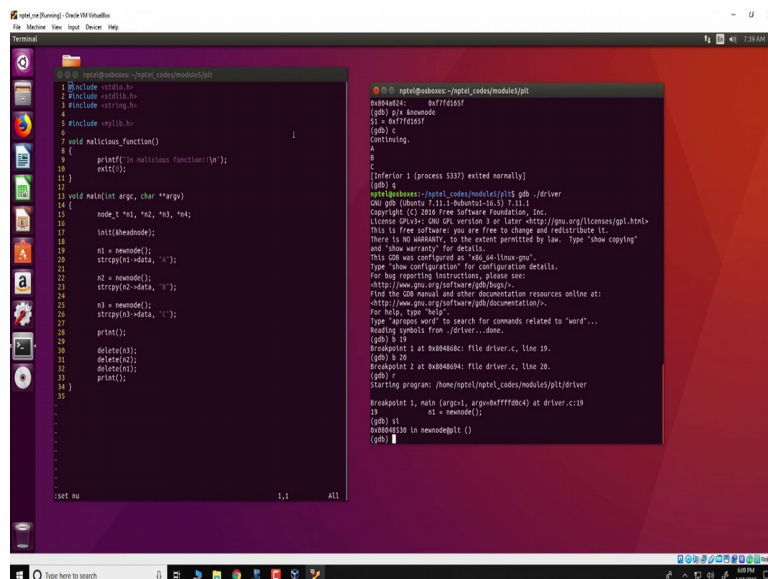 nptel_sse [Running] - Oracle VM VirtualBox
File Machine View Input Devices Help
Terminal
En
7:39 AM
nptel@osboxes: ~/nptel_codes/module5/plt
1 #include <stdio.h>
2 #include <stdlib.h>
3 #include <string.h>
4
5 #include <mylib.h>
6
7 void malicious_function()
8 {
9 printf("In malicious function!!\n");
10 exit(0);
11 }
12
13 void main(int argc, char **argv)
14 {
15 node_t *n1, *n2, *n3, *n4;
16
17 init(&headnode);
18
19 n1 = newnode();
20 strcpy(n1->data, "A");
21
22 n2 = newnode();
23 strcpy(n2->data, "B");
24
25 n3 = newnode();
26 strcpy(n3->data, "C");
27
28 print();
29
30 delete(n3);
31 delete(n2);
32 delete(n1);
33 print();
34 }
35
:set nu 1,1 All
nptel@osboxes: ~/nptel_codes/module5/plt
0x804a024: 0xf7fd165f
(gdb) p/x &newnode
$1 = 0xf7fd165f
(gdb) c
Continuing.
A
B
C
[Inferior 1 (process 5337) exited normally]
(gdb) q
nptel@osboxes:~/nptel_codes/module5/plt$ gdb ./driver
GNU gdb (Ubuntu 7.11.1-0ubuntu1~16.5) 7.11.1
Copyright (C) 2016 Free Software Foundation, Inc.
License GPLv3+: GNU GPL version 3 or later <http://gnu.org/licenses/gpl.html>
This is free software: you are free to change and redistribute it.
There is NO WARRANTY, to the extent permitted by law. Type "show copying"
and "show warranty" for details.
This GDB was configured as "x86_64-linux-gnu".
Type "show configuration" for configuration details.
For bug reporting instructions, please see:
<http://www.gnu.org/software/gdb/bugs/>.
Find the GDB manual and other documentation resources online at:
<http://www.gnu.org/software/gdb/documentation/>.
For help, type "help".
Type "apropos word" to search for commands related to "word"...
Reading symbols from ./driver...done.
(gdb) b 19
Breakpoint 1 at 0x804868c: file driver.c, line 19.
(gdb) b 20
Breakpoint 2 at 0x8048694: file driver.c, line 20.
(gdb) r
Starting program: /home/nptel/nptel_codes/module5/plt/driver

Breakpoint 1, main (argc=1, argv=0xffffd0c4) at driver.c:19
19 n1 = newnode();
(gdb) si
0x08048530 in newnode@plt ()
(gdb)
Type here to search
6:09 PM